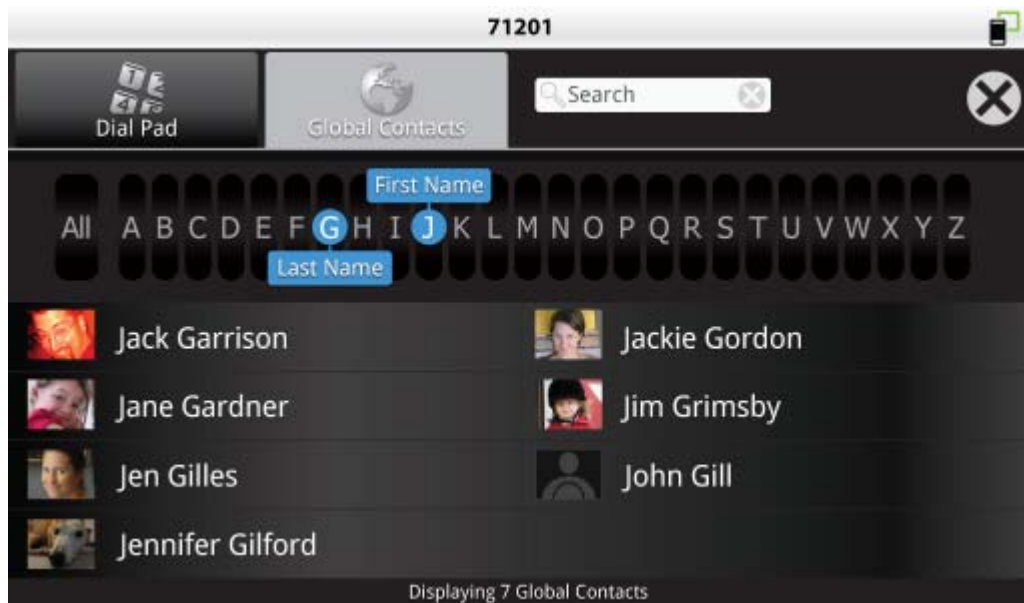 71201
Dial Pad
Global Contacts
Search
First Name
All A B C D E F G H I J K L M N O P Q R S T U V W X Y Z
Last Name
Jack Garrison
Jackie Gordon
Jane Gardner
Jim Grimsby
Jen Gilles
John Gill
Jennifer Gilford
Displaying 7 Global Contacts